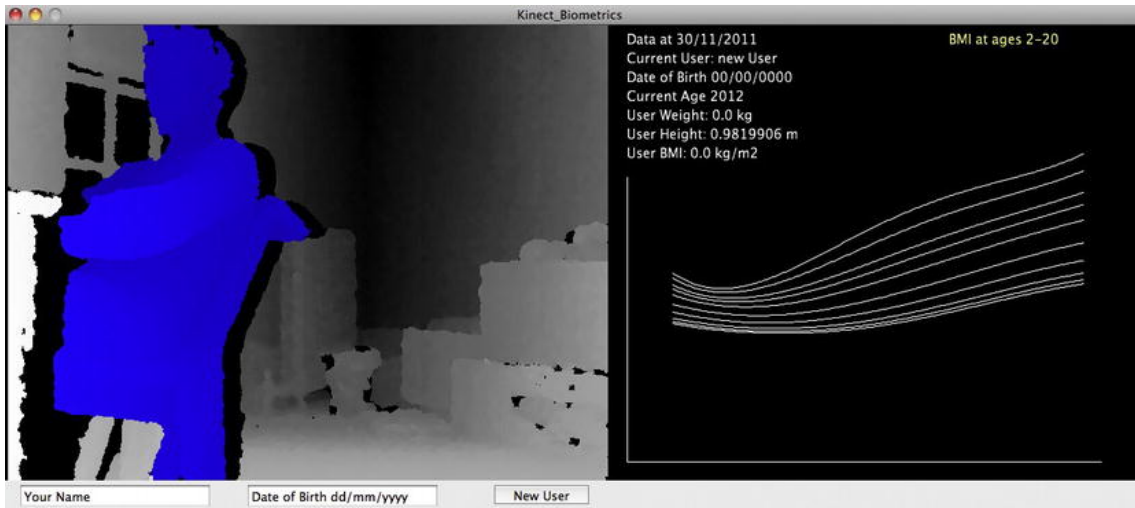 Kinect_Biometrics
Data at 30/11/2011
BMI at ages 2-20
Current User: new User
Date of Birth 00/00/0000
Current Age 2012
User Weight: 0.0 kg
User Height: 0.9819906 m
User BMI: 0.0 kg/m2
Your Name
Date of Birth dd/mm/yyyy
New User